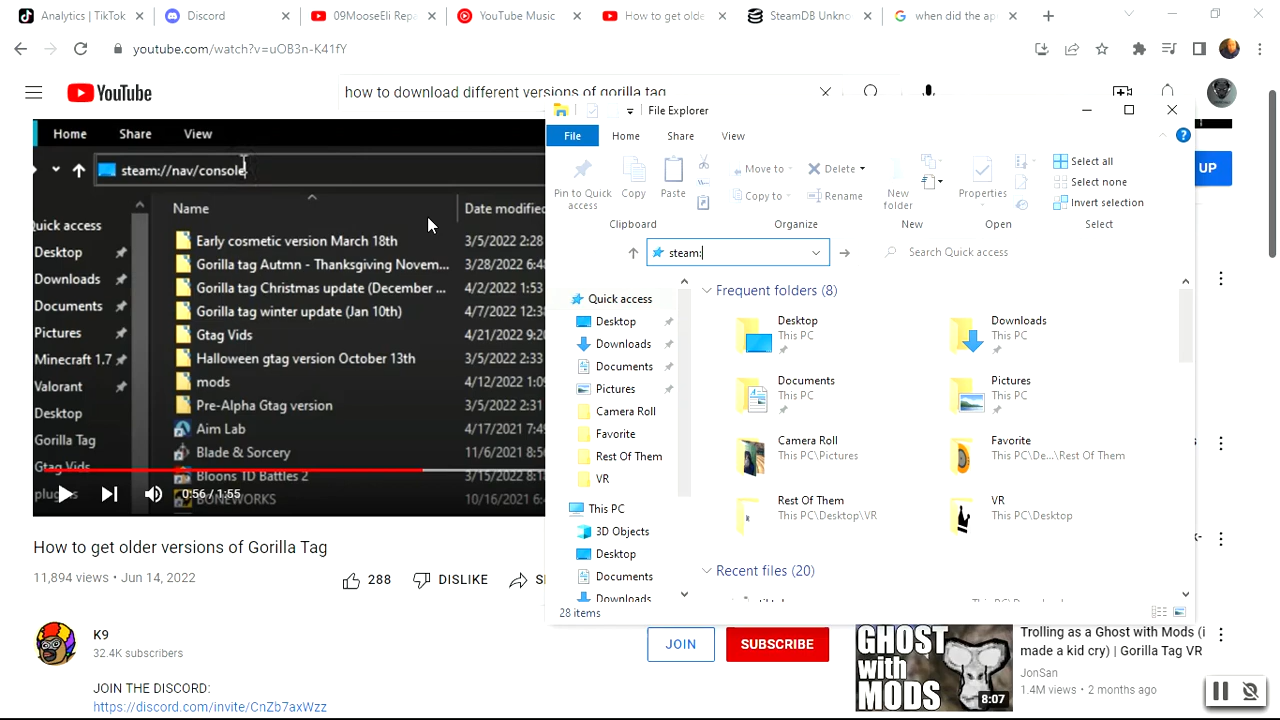 Analytics | TikTok
Discord
09MooseEli Repa
YouTube Music
How to get olde
SteamDB Unkno
when did the ap
youtube.com/watch?v=uOB3n-K41fY
YouTube
how to download different versions of gorilla tag
Home Share View
steam://nav/console
Name
Date modified
Quick access
Desktop
Downloads
Documents
Pictures
Minecraft 1.7
Valorant
Desktop
Gorilla Tag
Gtag Vids
Early cosmetic version March 18th 3/5/2022 2:28
Gorilla tag Autumn - Thanksgiving Novem... 3/28/2022 6:4
Gorilla tag Christmas update (December ... 4/2/2022 1:53
Gorilla tag winter update (Jan 10th) 4/7/2022 12:3
Gtag Vids 4/21/2022 9:2
Halloween gtag version October 13th 3/5/2022 2:33
mods 4/12/2022 1:0
Pre-Alpha Gtag version 3/5/2022 2:31
Aim Lab 4/17/2021 7:4
Blade & Sorcery 11/6/2021 8:5
Bloons TD Battles 2 3/15/2022 8:1
BONEWORKS 10/16/2021 6:
0:56 / 1:55
File Explorer
File Home Share View
Pin to Quick access
Copy
Paste
Clipboard
Move to
Copy to
Delete
Rename
Organize
New folder
New
Properties
Open
Select all
Select none
Invert selection
Select
steam:
Search Quick access
Quick access
Desktop
Downloads
Documents
Pictures
Camera Roll
Favorite
Rest Of Them
VR
This PC
3D Objects
Desktop
Documents
Downloads
Frequent folders (8)
Desktop
This PC
Downloads
This PC
Documents
This PC
Pictures
This PC
Camera Roll
This PC\Pictures
Favorite
This PC\De...\Rest Of Them
Rest Of Them
This PC\Desktop\VR
VR
This PC\Desktop
Recent files (20)
28 items
UP
How to get older versions of Gorilla Tag
11,894 views • Jun 14, 2022
288
DISLIKE
K9
32.4K subscribers
JOIN
SUBSCRIBE
JOIN THE DISCORD:
https://discord.com/invite/CnZb7axWzz
GHOST
with
MODS
8:07
Trolling as a Ghost with Mods (i
made a kid cry) | Gorilla Tag VR
JonSan
1.4M views • 2 months ago